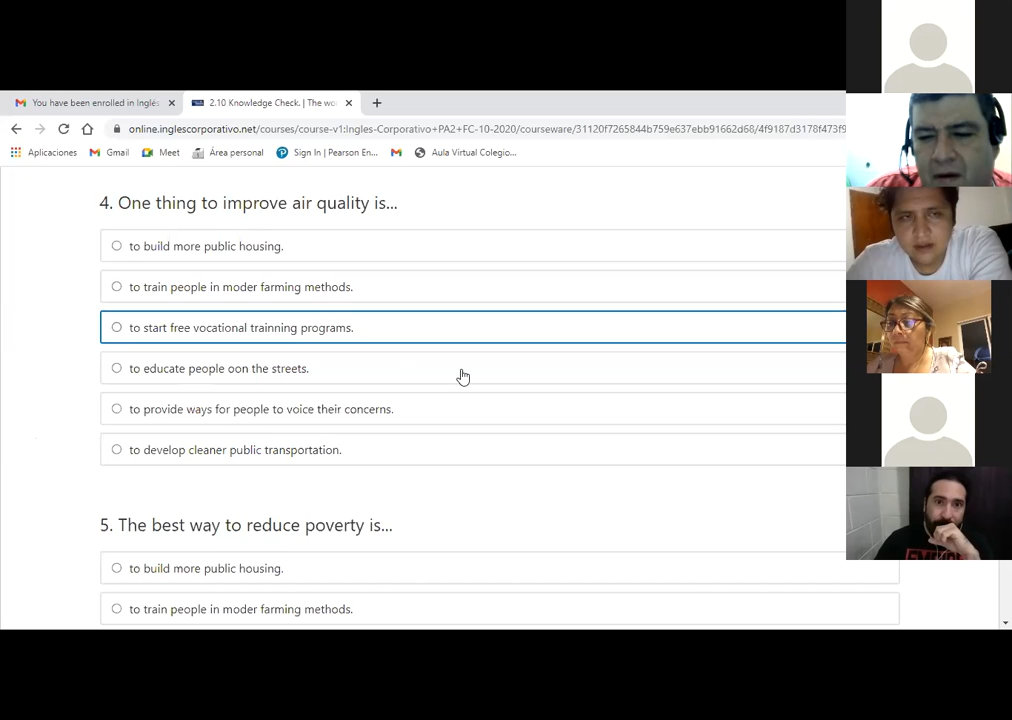 You have been enrolled in Inglés
2.10 Knowledge Check. | The wo
online.inglescorporativo.net/courses/course-v1:Ingles-Corporativo+PA2+FC-10-2020/courseware/31120f7265844b759e637ebb91662d68/4f9187d3178f473f9
Aplicaciones Gmail Meet Área personal Sign In | Pearson En... Aula Virtual Colegio...
4. One thing to improve air quality is...
to build more public housing.
to train people in moder farming methods.
to start free vocational trainning programs.
to educate people oon the streets.
to provide ways for people to voice their concerns.
to develop cleaner public transportation.
5. The best way to reduce poverty is...
to build more public housing.
to train people in moder farming methods.